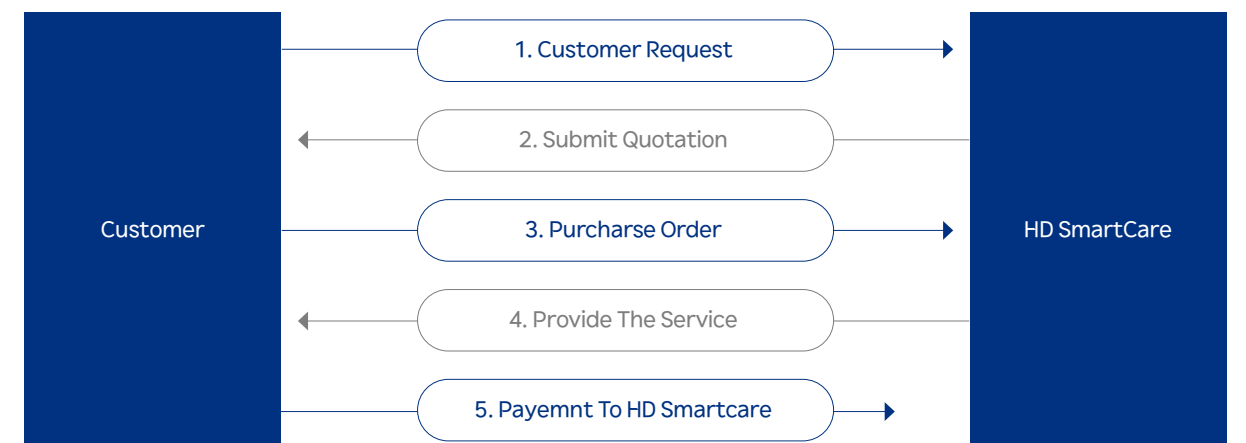 1. Customer Request
2. Submit Quotation
Customer
3. Purcharse Order
HD SmartCare
4. Provide The Service
5. Payemnt To HD Smartcare